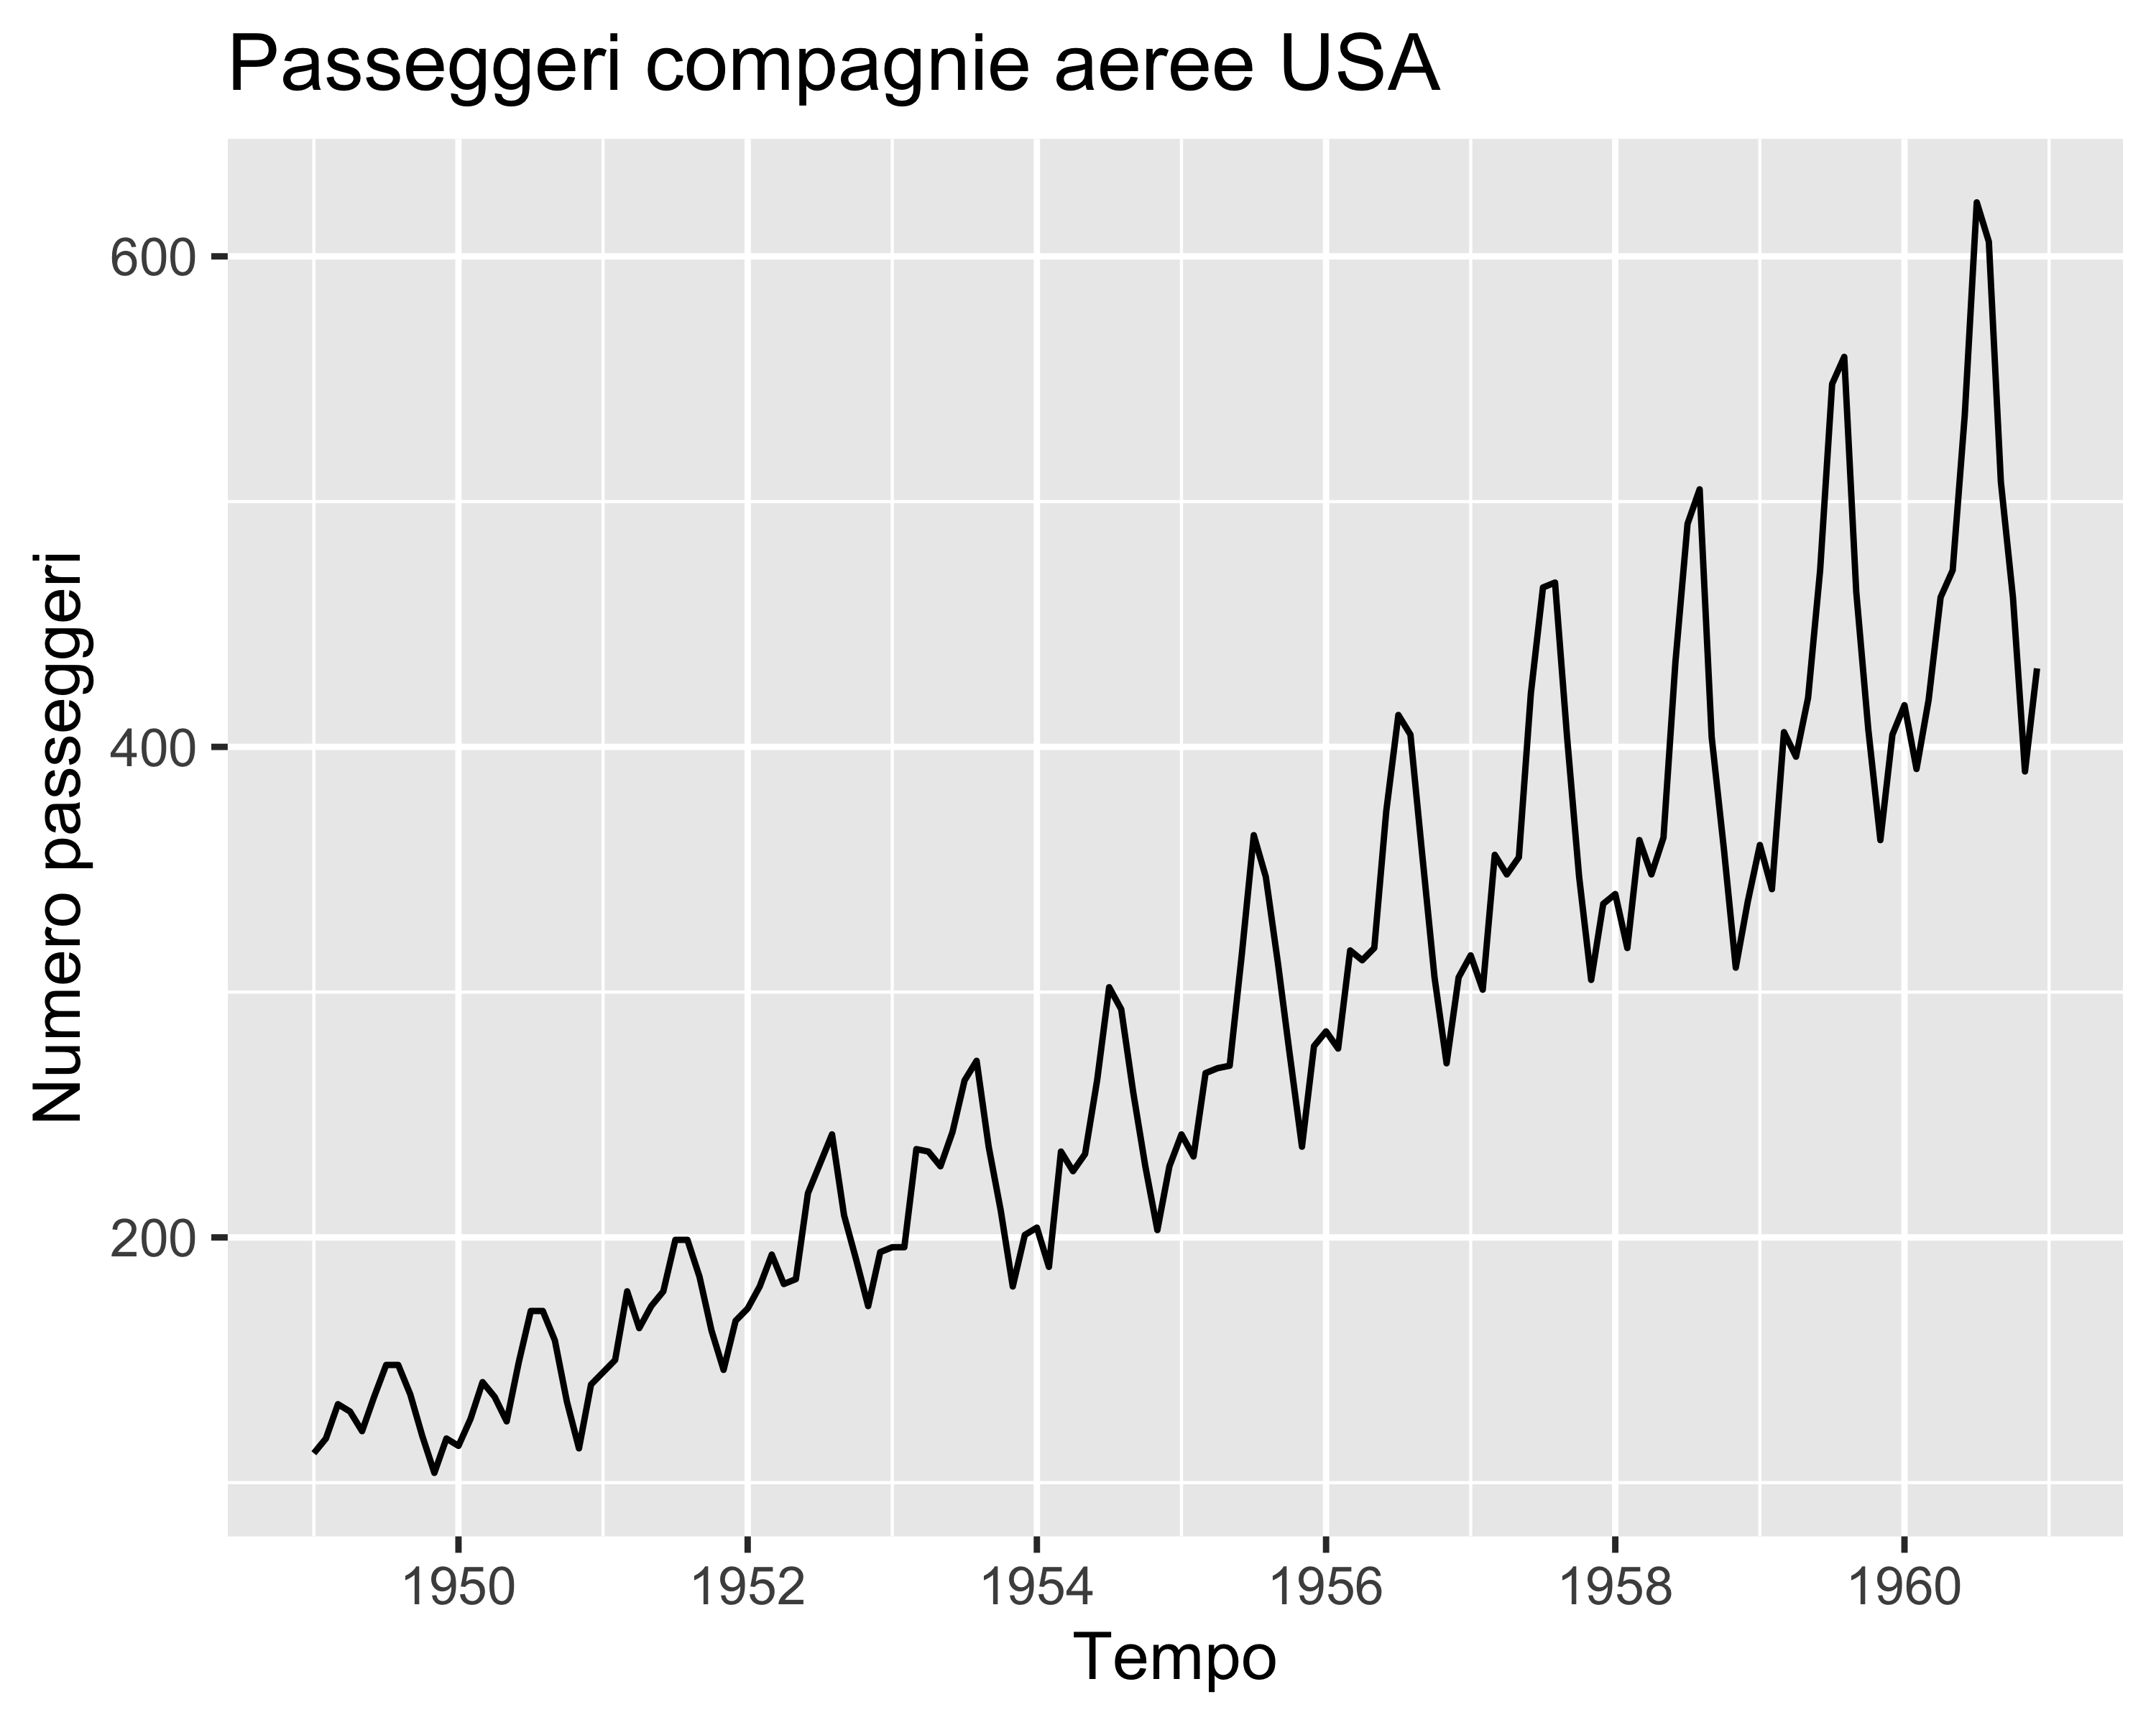 Passeggeri compagnie aeree USA
Numero passeggeri
600
400
200
1950 1952 1954 1956 1958 1960
Tempo